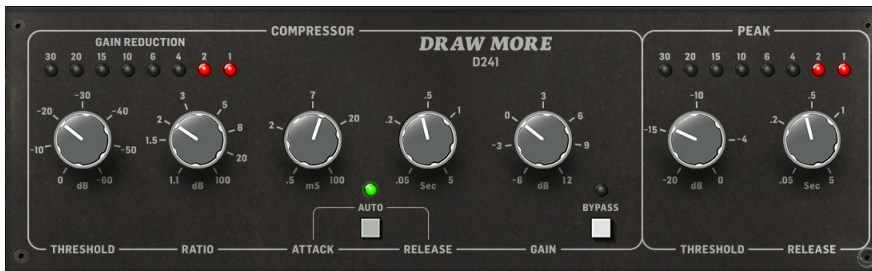 COMPRESSOR
PEAK
GAIN REDUCTION
DRAW MORE
D241
30 20 15 10 6 4 2 1
30 20 15 10 6 4 2 1
-30
-20 -40
-10 -50
0 dB -60
3
2 5
1.5 8
20
1.1 dB 100
7
2 20
.5 mS 100
.5
.2 1
.05 Sec 5
3
0 6
-3 9
-6 dB 12
-10
-15 -4
-20 dB 0
.5
.2 1
.05 Sec 5
AUTO
BYPASS
THRESHOLD RATIO ATTACK RELEASE GAIN
THRESHOLD RELEASE